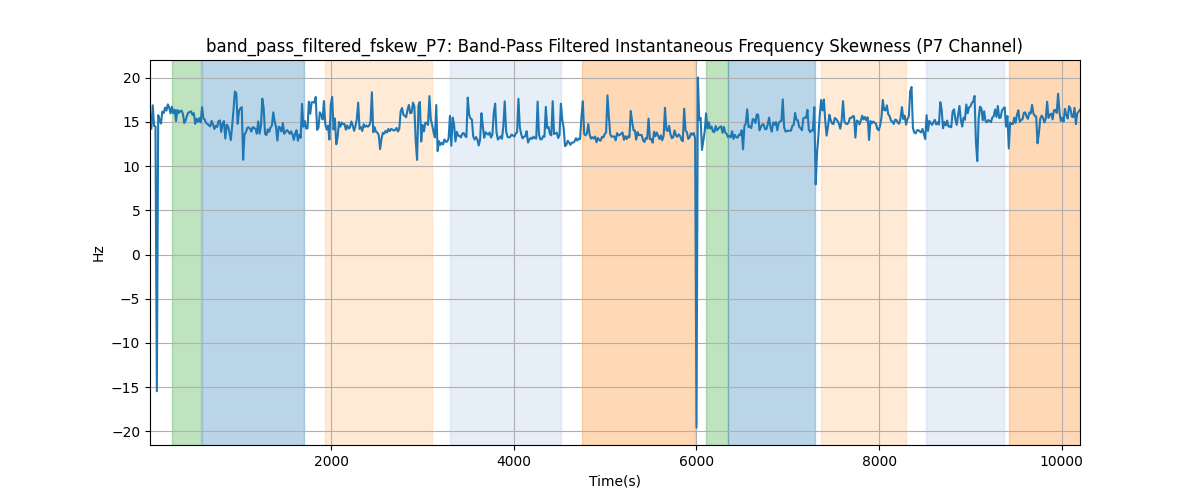 band_pass_filtered_fskew_P7: Band-Pass Filtered Instantaneous Frequency Skewness (P7 Channel)
20
15
10
5
0
−5
−10
−15
−20
Hz
2000 4000 6000 8000 10000
Time(s)